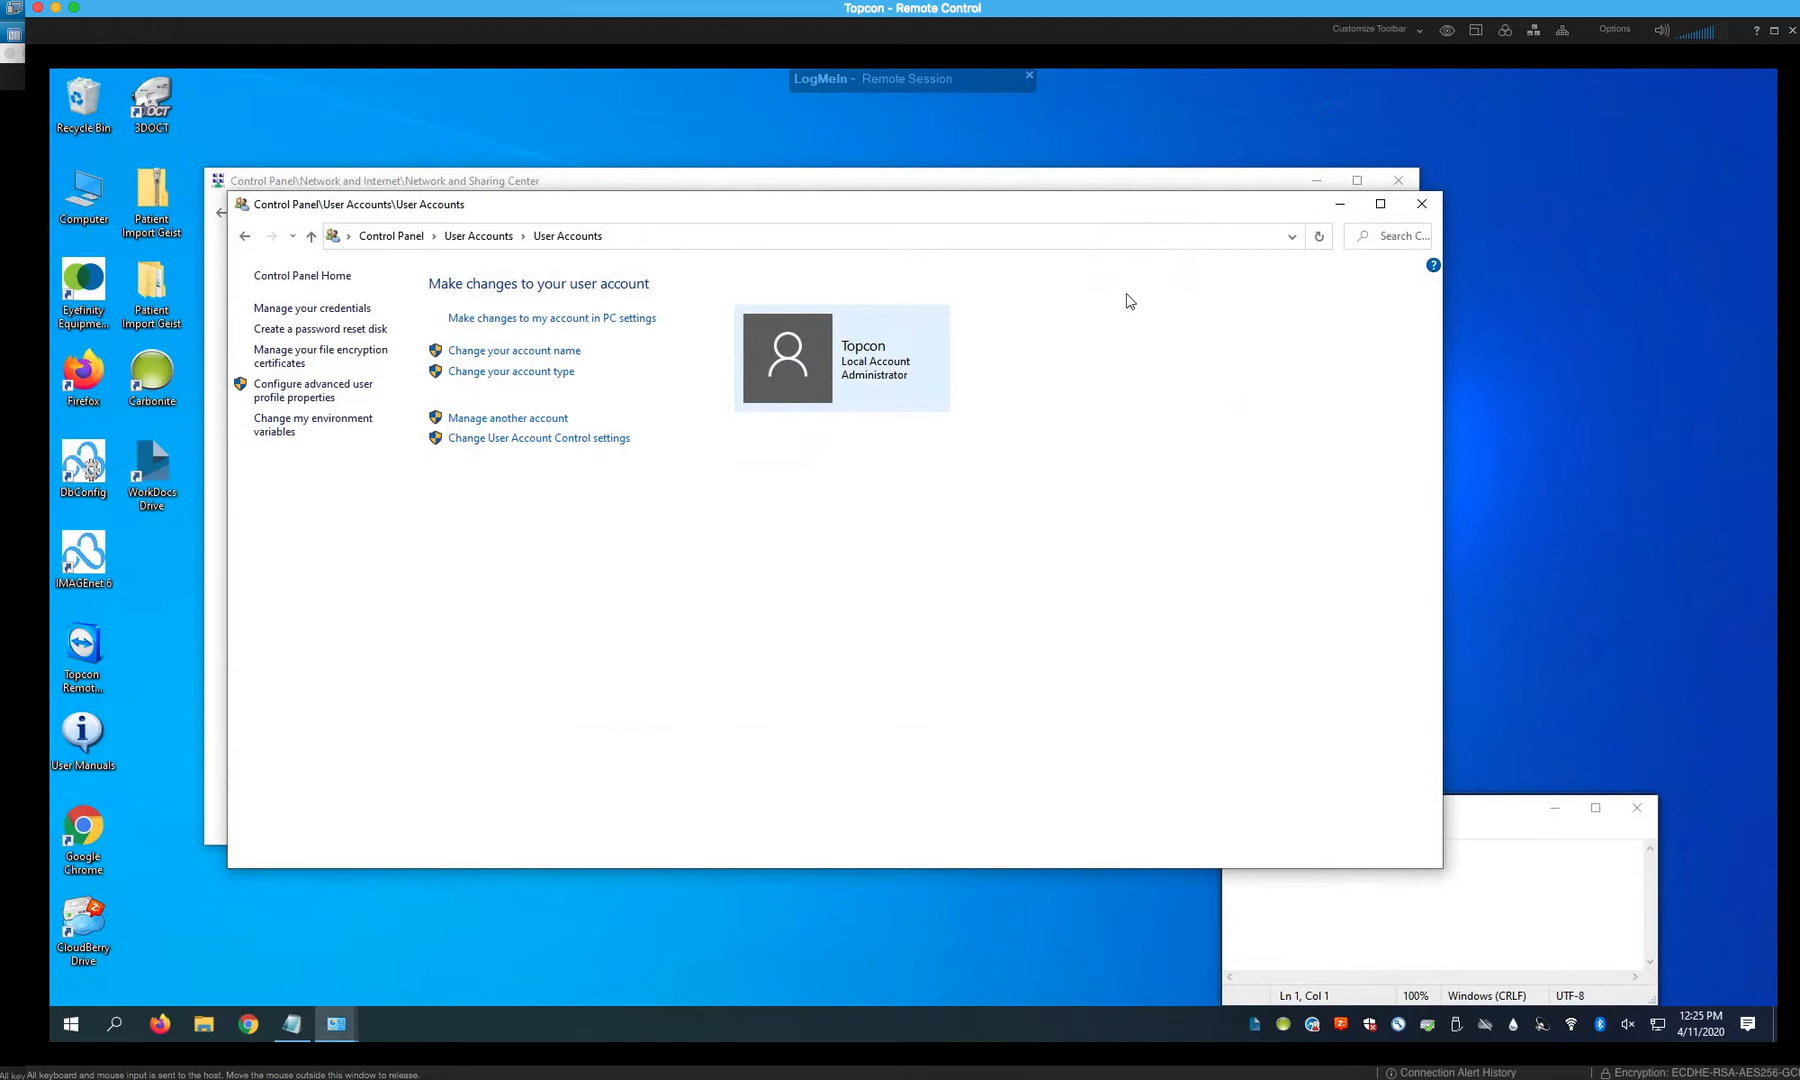 Topcon - Remote Control
Customize Toolbar
Options
?
LogMeIn - Remote Session
Recycle Bin
3DOCT
Computer
Patient
Import Geist
Eyefinity
Equipme...
Patient
Import Geist
Firefox
Carbonite
DbConfig
WorkDocs
Drive
IMAGEnet 6
Topcon
Remot...
User Manuals
Google
Chrome
CloudBerry
Drive
Control Panel\Network and Internet\Network and Sharing Center
Control Panel\User Accounts\User Accounts
Control Panel > User Accounts > User Accounts
Search C...
Control Panel Home
Manage your credentials
Create a password reset disk
Manage your file encryption
certificates
Configure advanced user
profile properties
Change my environment
variables
Make changes to your user account
Make changes to my account in PC settings
Change your account name
Change your account type
Manage another account
Change User Account Control settings
Topcon
Local Account
Administrator
?
Ln 1, Col 1
100%
Windows (CRLF)
UTF-8
12:25 PM
4/11/2020
All key All keyboard and mouse input is sent to the host. Move the mouse outside this window to release.
Connection Alert History
Encryption: ECDHE-RSA-AES256-GC